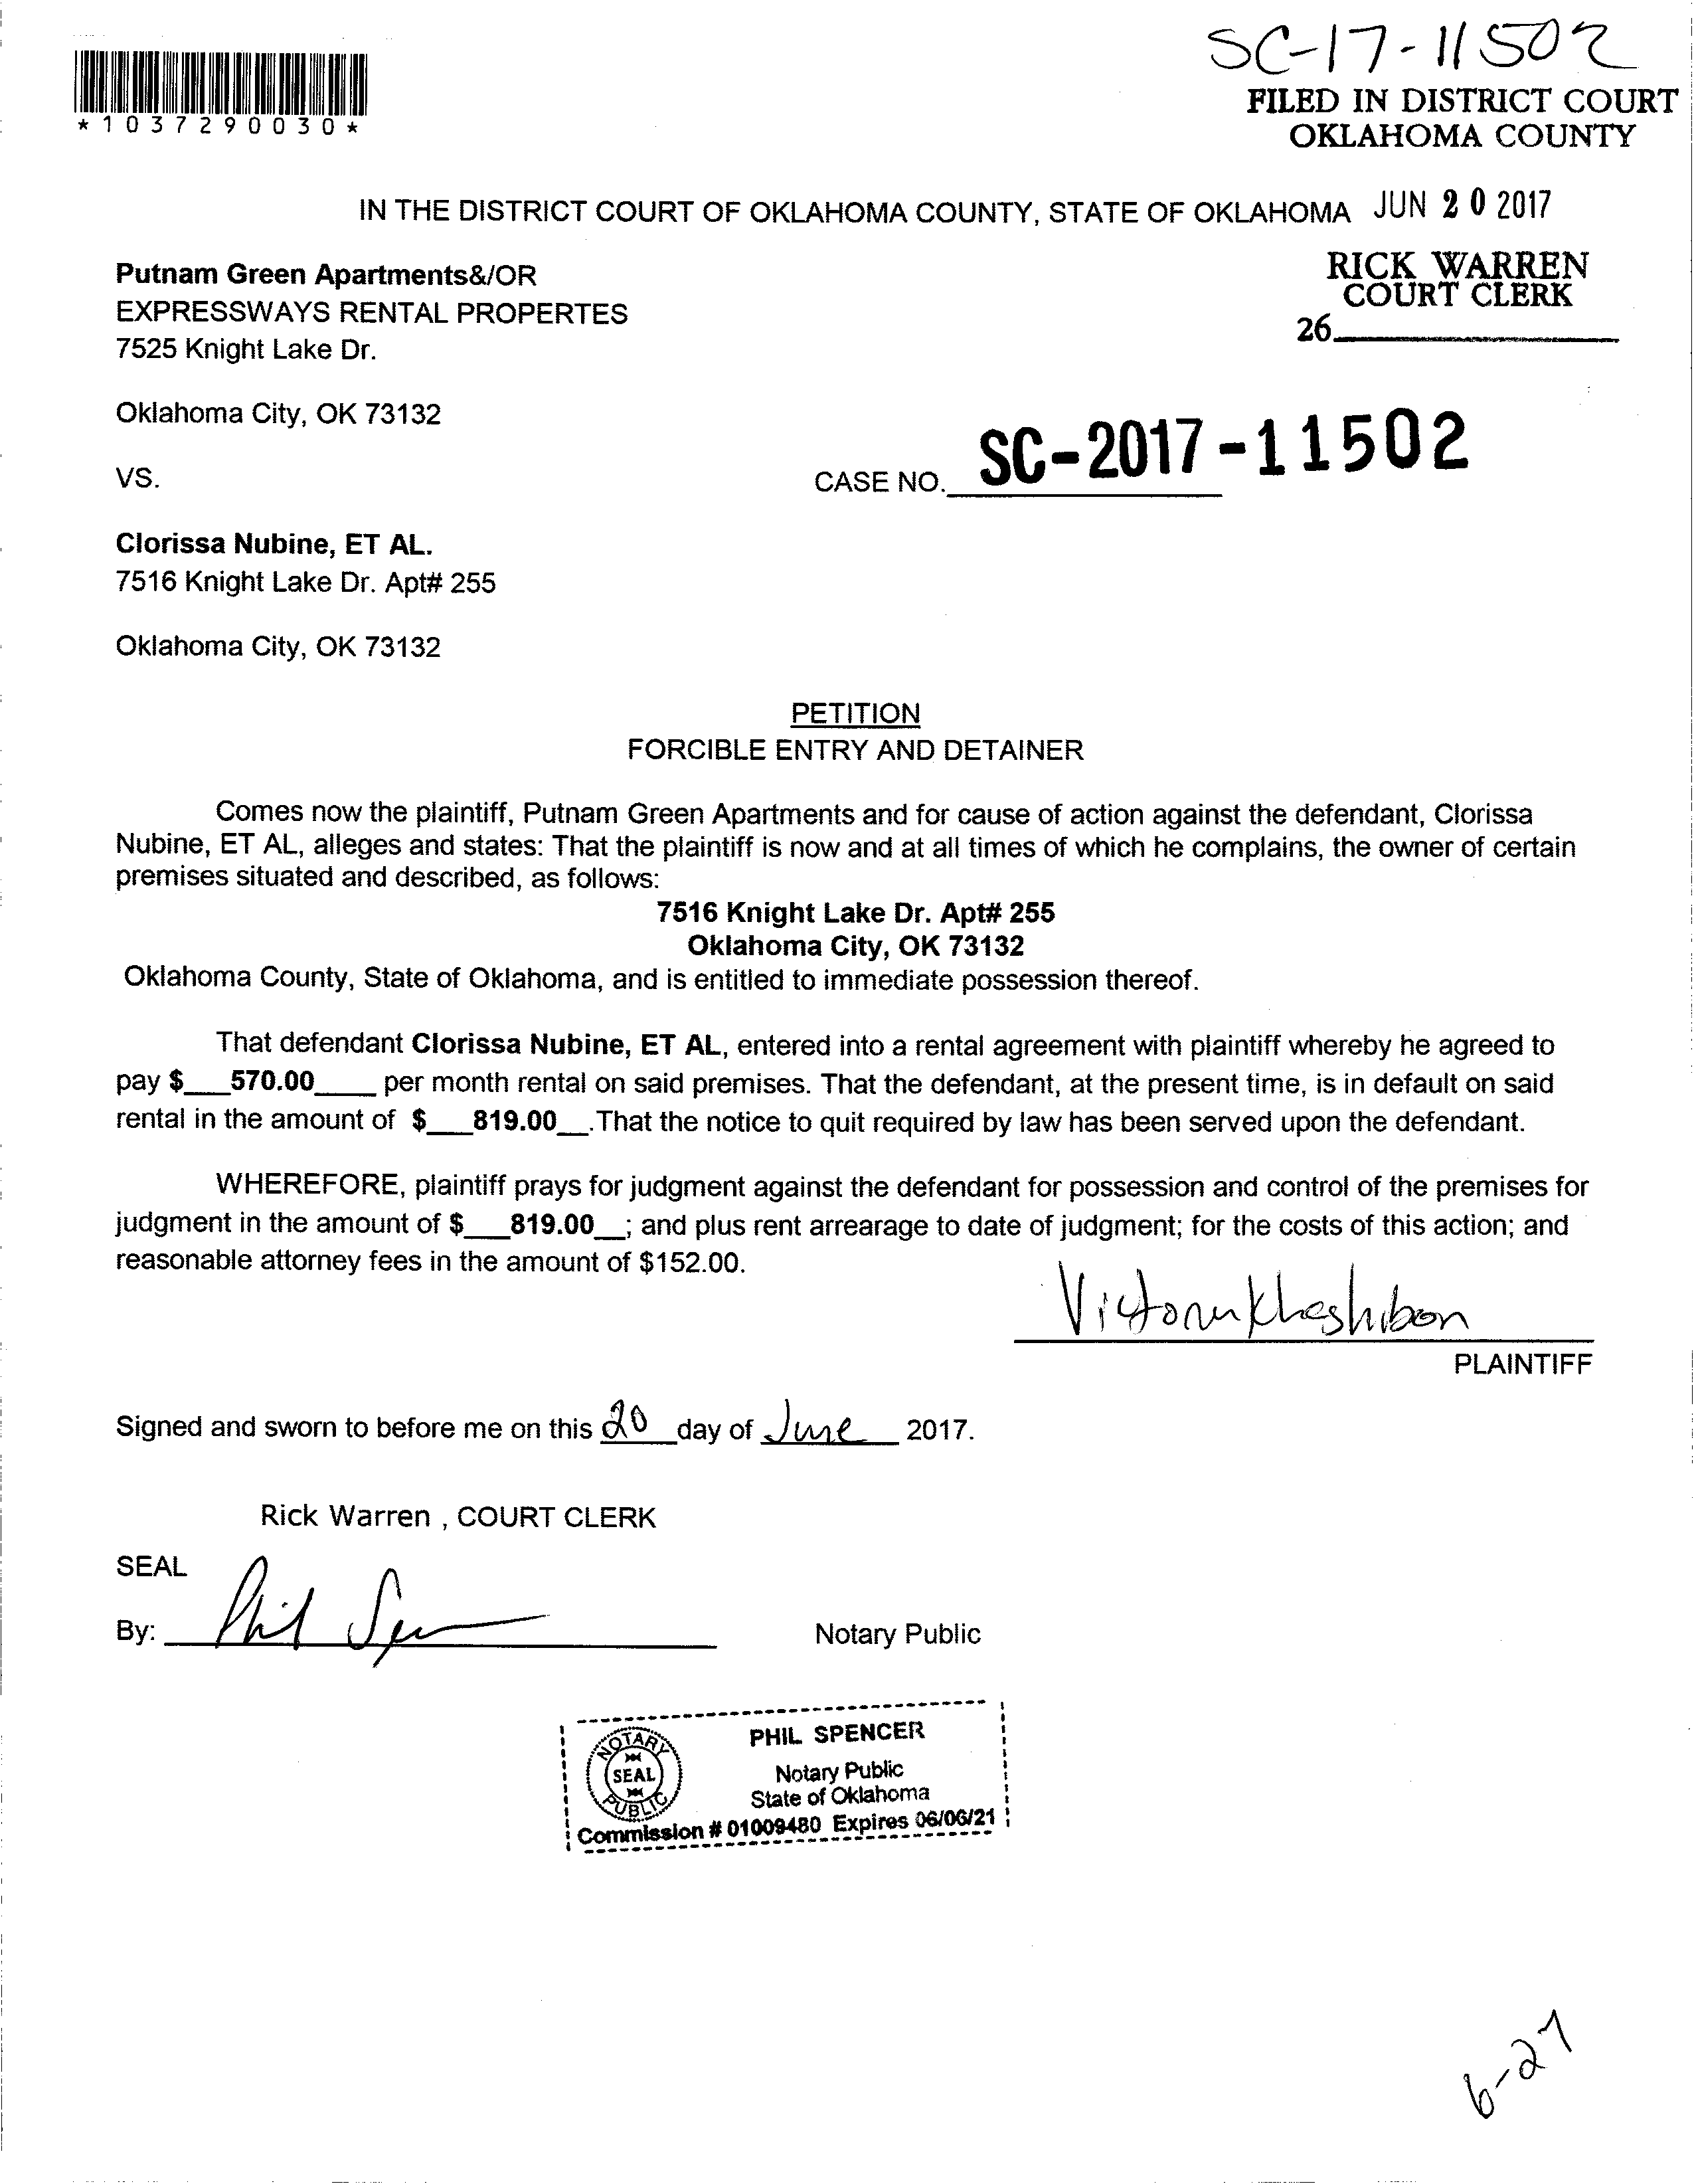 SC-17-11502
*1037290030*
FILED IN DISTRICT COURT
OKLAHOMA COUNTY
IN THE DISTRICT COURT OF OKLAHOMA COUNTY, STATE OF OKLAHOMA JUN 20 2017
Putnam Green Apartments&/OR
EXPRESSWAYS RENTAL PROPERTES
7525 Knight Lake Dr.
RICK WARREN
COURT CLERK
26
Oklahoma City, OK 73132
VS.
CASE NO. SC-2017-11502
Clorissa Nubine, ET AL.
7516 Knight Lake Dr. Apt# 255
Oklahoma City, OK 73132
PETITION
FORCIBLE ENTRY AND DETAINER
Comes now the plaintiff, Putnam Green Apartments and for cause of action against the defendant, Clorissa
Nubine, ET AL, alleges and states: That the plaintiff is now and at all times of which he complains, the owner of certain
premises situated and described, as follows:
7516 Knight Lake Dr. Apt# 255
Oklahoma City, OK 73132
Oklahoma County, State of Oklahoma, and is entitled to immediate possession thereof.
That defendant Clorissa Nubine, ET AL, entered into a rental agreement with plaintiff whereby he agreed to
pay $___570.00____ per month rental on said premises. That the defendant, at the present time, is in default on said
rental in the amount of $___819.00__.That the notice to quit required by law has been served upon the defendant.
WHEREFORE, plaintiff prays for judgment against the defendant for possession and control of the premises for
judgment in the amount of $___819.00__; and plus rent arrearage to date of judgment; for the costs of this action; and
reasonable attorney fees in the amount of $152.00.
PLAINTIFF
Signed and sworn to before me on this 20 day of June 2017.
Rick Warren , COURT CLERK
SEAL
By: Phil Spencer
Notary Public
NOTARY
SEAL
PUBLIC
PHIL SPENCER
Notary Public
State of Oklahoma
Commission # 01009480 Expires 06/06/21
6-27